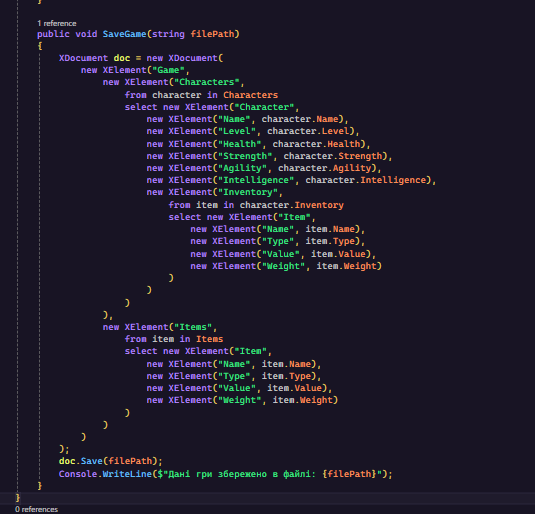 }
1 reference
public void SaveGame(string filePath)
{
XDocument doc = new XDocument(
new XElement("Game",
new XElement("Characters",
from character in Characters
select new XElement("Character",
new XElement("Name", character.Name),
new XElement("Level", character.Level),
new XElement("Health", character.Health),
new XElement("Strength", character.Strength),
new XElement("Agility", character.Agility),
new XElement("Intelligence", character.Intelligence),
new XElement("Inventory",
from item in character.Inventory
select new XElement("Item",
new XElement("Name", item.Name),
new XElement("Type", item.Type),
new XElement("Value", item.Value),
new XElement("Weight", item.Weight)
)
)
)
),
new XElement("Items",
from item in Items
select new XElement("Item",
new XElement("Name", item.Name),
new XElement("Type", item.Type),
new XElement("Value", item.Value),
new XElement("Weight", item.Weight)
)
)
)
);
doc.Save(filePath);
Console.WriteLine($"Дані гри збережено в файлі: {filePath}");
}
}
0 references